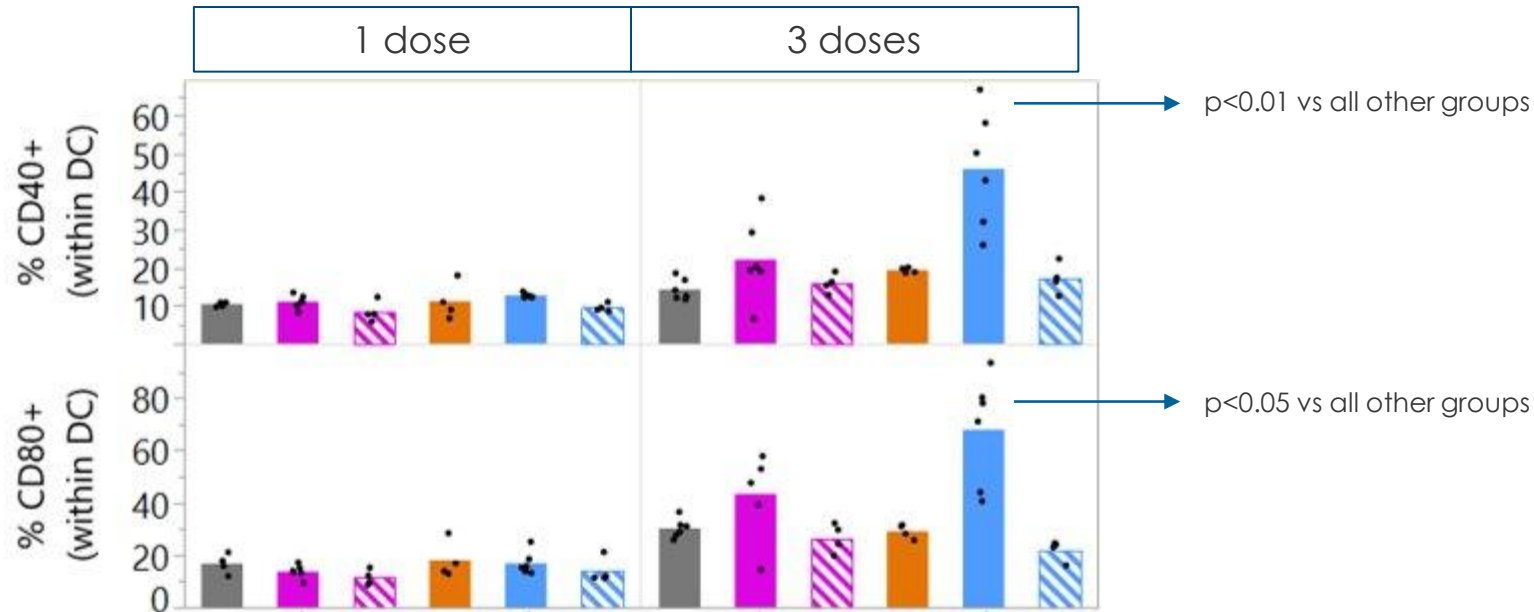 1 dose
3 doses
% CD40+
(within DC)
60
50
40
30
20
10
p<0.01 vs all other groups
% CD80+
(within DC)
80
60
40
20
0
p<0.05 vs all other groups